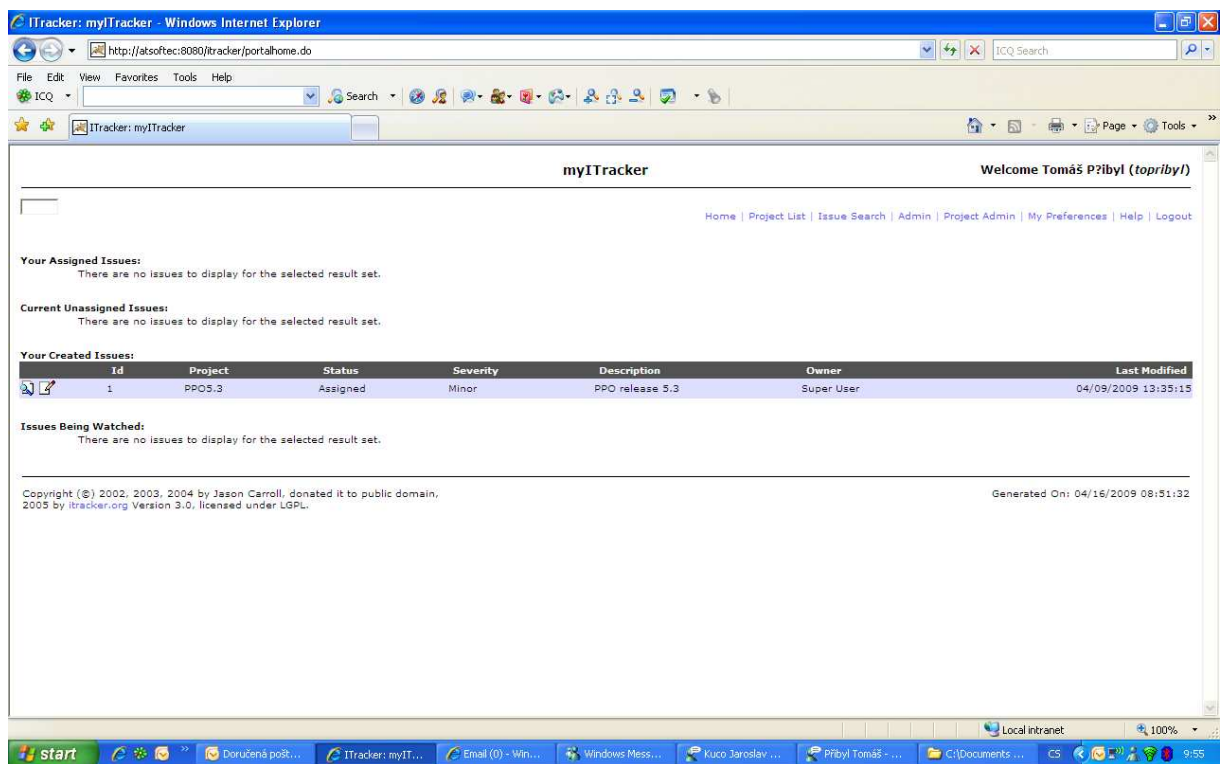 ITracker: myITracker - Windows Internet Explorer
http://atsoftec:8080/itracker/portalhome.do
ICQ Search
File Edit View Favorites Tools Help
ICQ Search
ITracker: myITracker
Page Tools
myITracker
Welcome Tomáš P?ibyl (topribyl)
Home | Project List | Issue Search | Admin | Project Admin | My Preferences | Help | Logout
Your Assigned Issues:
There are no issues to display for the selected result set.
Current Unassigned Issues:
There are no issues to display for the selected result set.
Your Created Issues:
Id Project Status Severity Description Owner Last Modified
1 PPO5.3 Assigned Minor PPO release 5.3 Super User 04/09/2009 13:35:15
Issues Being Watched:
There are no issues to display for the selected result set.
Copyright (©) 2002, 2003, 2004 by Jason Carroll, donated it to public domain,
2005 by itracker.org Version 3.0, licensed under LGPL.
Generated On: 04/16/2009 08:51:32
Local intranet 100%
start Doručená pošt... ITracker: myIT... Email (0) - Win... Windows Mess... Kuco Jaroslav ... Přibyl Tomáš - ... C:\Documents ... CS 9:55